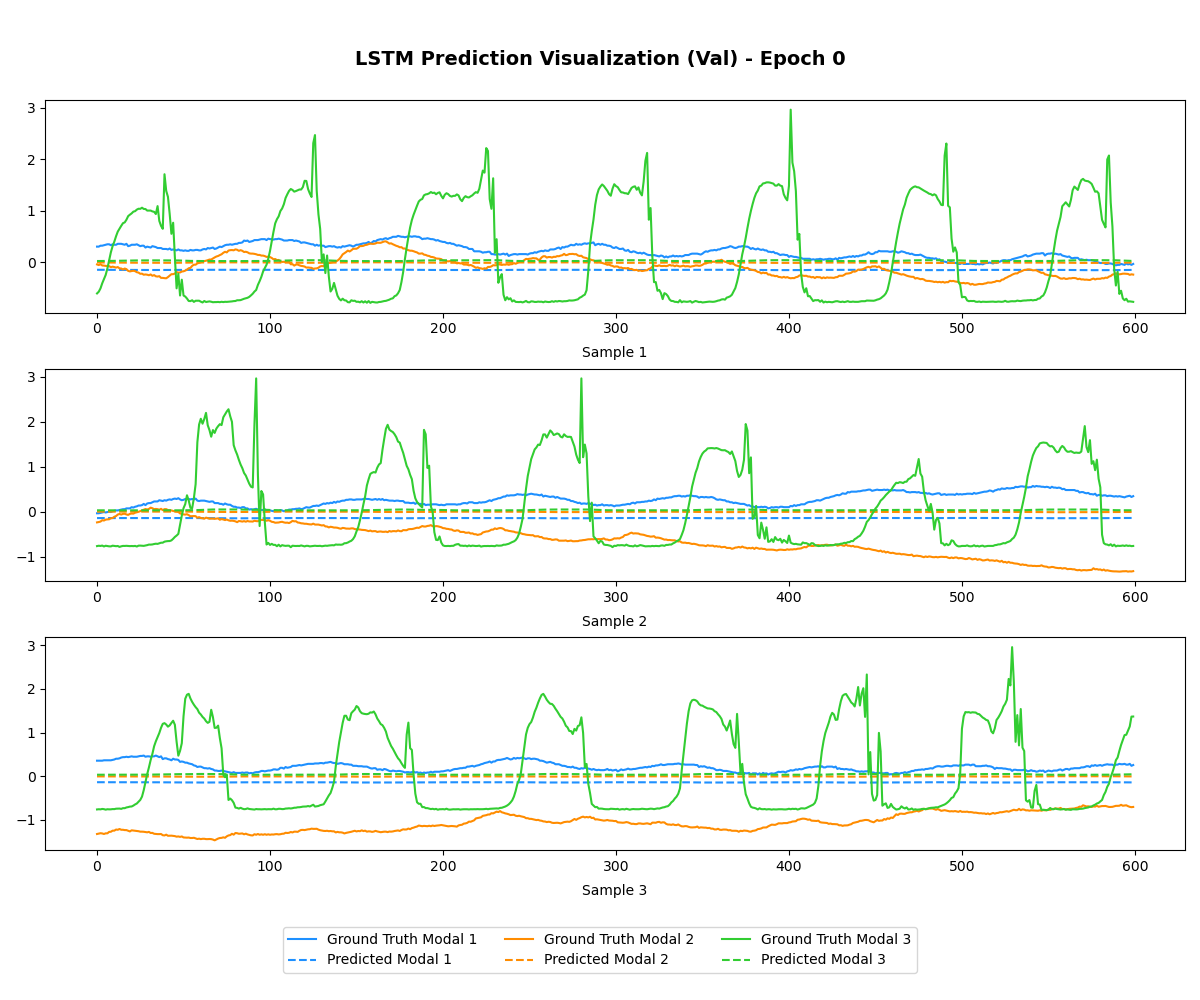 LSTM Prediction Visualization (Val) - Epoch 0
3
2
1
0
0 100 200 300 400 500 600
Sample 1
3
2
1
0
−1
0 100 200 300 400 500 600
Sample 2
3
2
1
0
−1
0 100 200 300 400 500 600
Sample 3
Ground Truth Modal 1 Ground Truth Modal 2 Ground Truth Modal 3
Predicted Modal 1 Predicted Modal 2 Predicted Modal 3